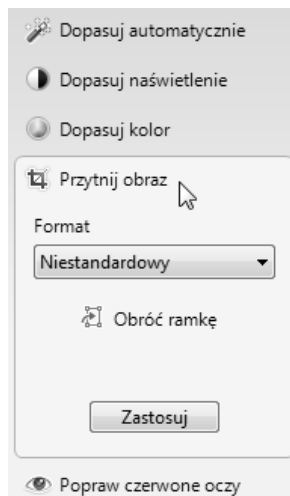 Dopasuj automatycznie
Dopasuj naświetlenie
Dopasuj kolor
Przytnij obraz
Format
Niestandardowy
Obróć ramkę
Zastosuj
Popraw czerwone oczy